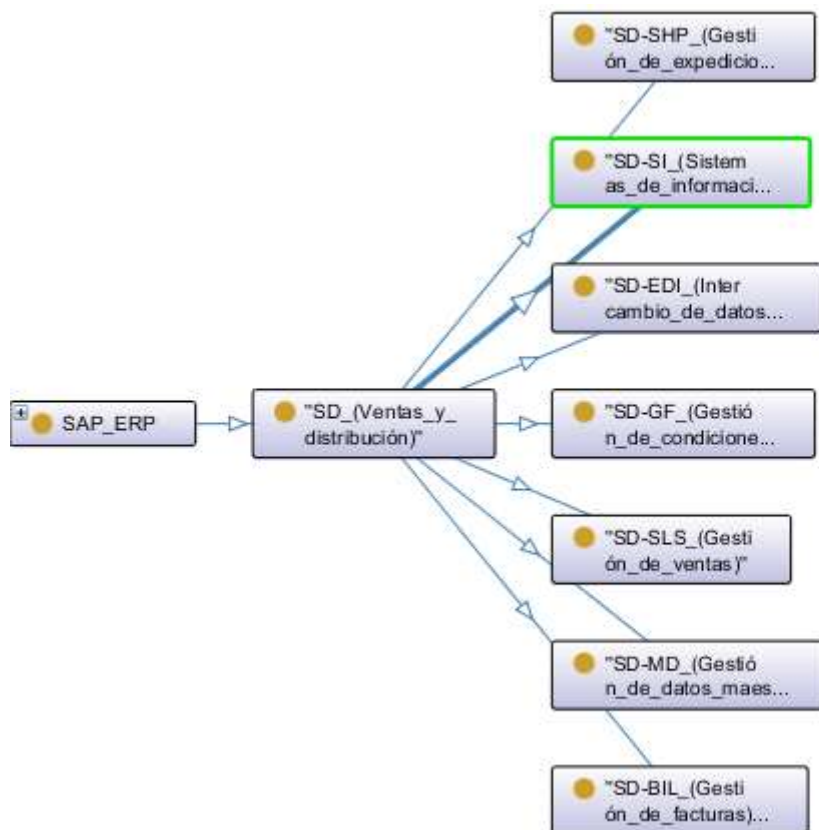 "SD-SHP_(Gesti
ón_de_expedicio...
"SD-SI_(Sistem
as_de_informaci...
"SD-EDI_(Inter
cambio_de_datos...
SAP_ERP
"SD_(Ventas_y_
distribución)"
"SD-GF_(Gestió
n_de_condicione...
"SD-SLS_(Gesti
ón_de_ventas)"
"SD-MD_(Gestió
n_de_datos_maes...
"SD-BIL_(Gesti
ón_de_facturas)...